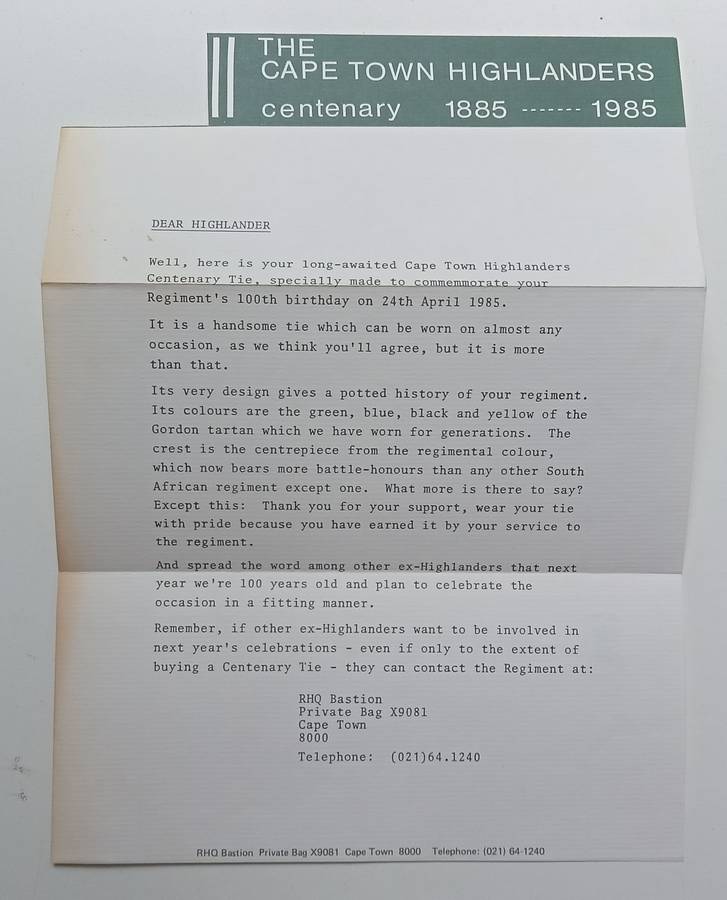 THE
CAPE TOWN HIGHLANDERS
centenary 1885 ------- 1985
DEAR HIGHLANDER
Well, here is your long-awaited Cape Town Highlanders
Centenary Tie, specially made to commemmorate your
Regiment's 100th birthday on 24th April 1985.
It is a handsome tie which can be worn on almost any
occasion, as we think you'll agree, but it is more
than that.
Its very design gives a potted history of your regiment.
Its colours are the green, blue, black and yellow of the
Gordon tartan which we have worn for generations. The
crest is the centrepiece from the regimental colour,
which now bears more battle-honours than any other South
African regiment except one. What more is there to say?
Except this: Thank you for your support, wear your tie
with pride because you have earned it by your service to
the regiment.
And spread the word among other ex-Highlanders that next
year we're 100 years old and plan to celebrate the
occasion in a fitting manner.
Remember, if other ex-Highlanders want to be involved in
next year's celebrations - even if only to the extent of
buying a Centenary Tie - they can contact the Regiment at:
RHQ Bastion
Private Bag X9081
Cape Town
8000
Telephone: (021)64.1240
RHQ Bastion Private Bag X9081 Cape Town 8000 Telephone: (021) 64-1240